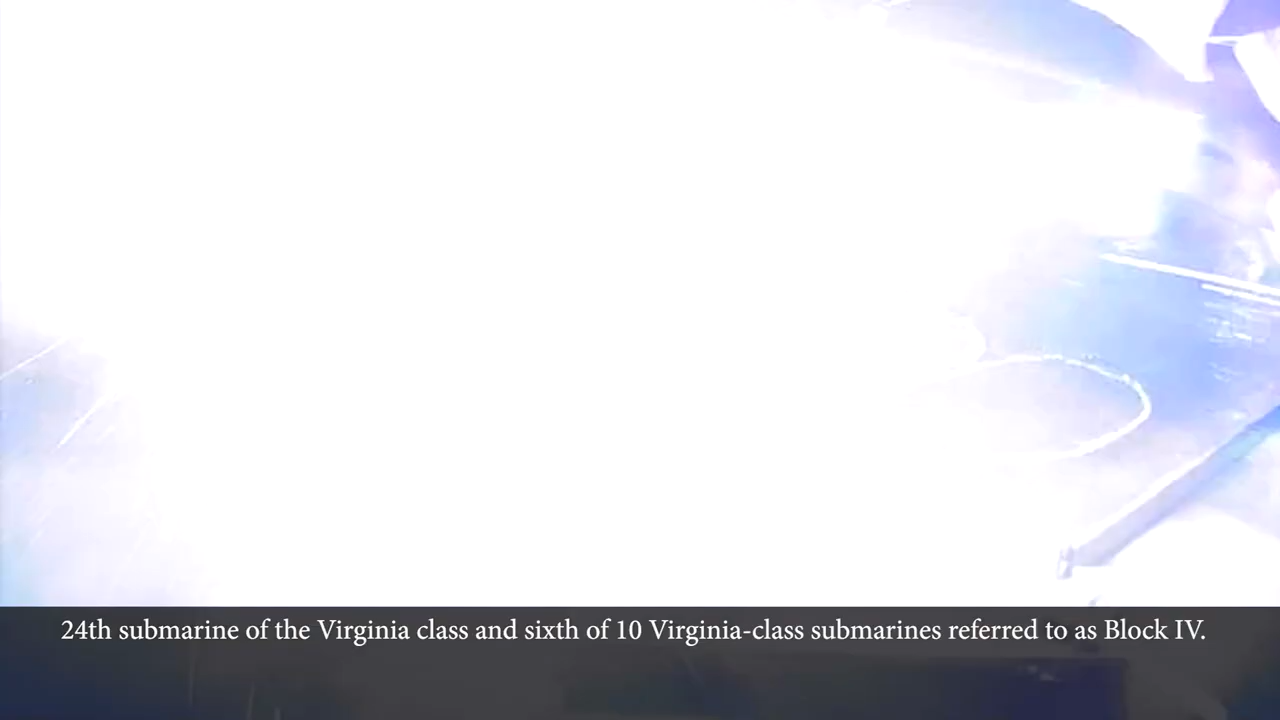 24th submarine of the Virginia class and sixth of 10 Virginia-class submarines referred to as Block IV.